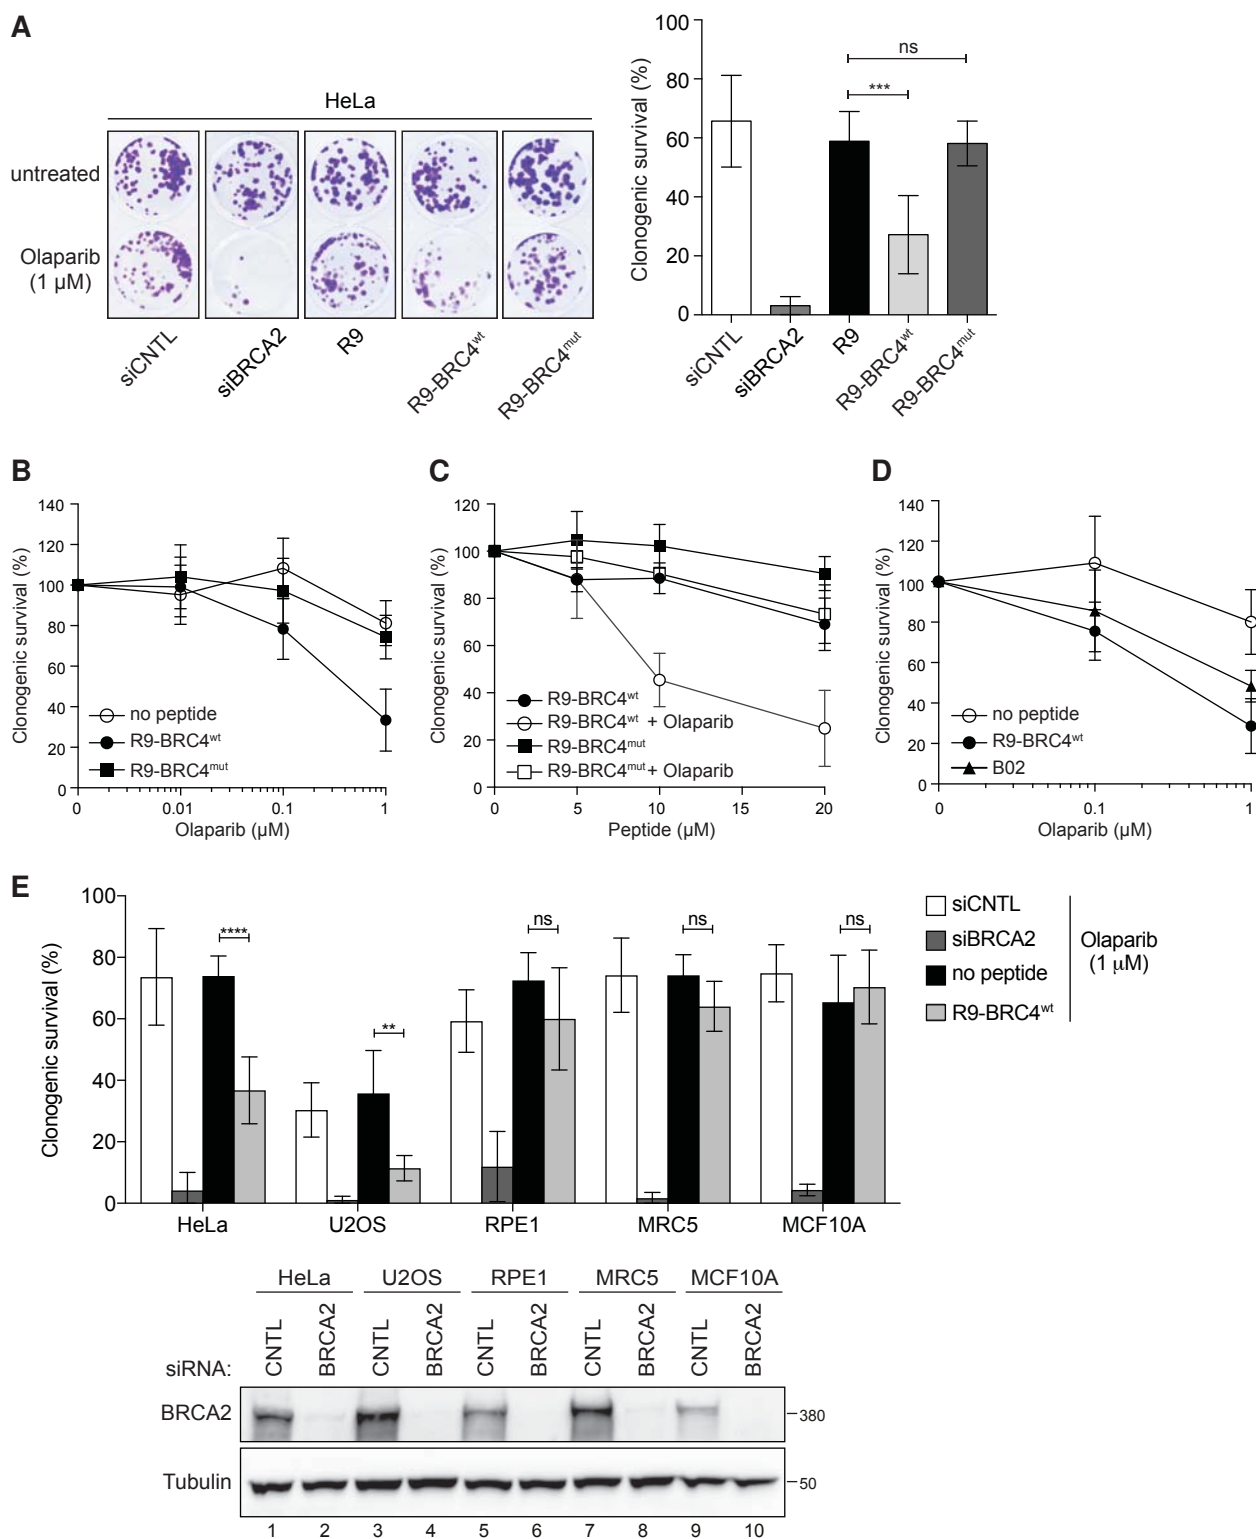 A
HeLa
untreated
Olaparib
(1 µM)
siCNTL
siBRCA2
R9
R9-BRC4wt
R9-BRC4mut
Clonogenic survival (%)
100
80
60
40
20
0
ns
***
siCNTL
siBRCA2
R9
R9-BRC4wt
R9-BRC4mut
B
Clonogenic survival (%)
140
120
100
80
60
40
20
0
no peptide
R9-BRC4wt
R9-BRC4mut
0 0.01 0.1 1
Olaparib (µM)
C
Clonogenic survival (%)
120
100
80
60
40
20
0
R9-BRC4wt
R9-BRC4wt + Olaparib
R9-BRC4mut
R9-BRC4mut + Olaparib
0 5 10 15 20
Peptide (µM)
D
Clonogenic survival (%)
140
120
100
80
60
40
20
0
no peptide
R9-BRC4wt
B02
0 0.1 1
Olaparib (µM)
E
Clonogenic survival (%)
100
80
60
40
20
0
****
**
ns
ns
ns
HeLa U2OS RPE1 MRC5 MCF10A
siCNTL
siBRCA2
no peptide
R9-BRC4wt
Olaparib
(1 µM)
HeLa U2OS RPE1 MRC5 MCF10A
siRNA: CNTL BRCA2 CNTL BRCA2 CNTL BRCA2 CNTL BRCA2 CNTL BRCA2
BRCA2 380
Tubulin 50
1 2 3 4 5 6 7 8 9 10